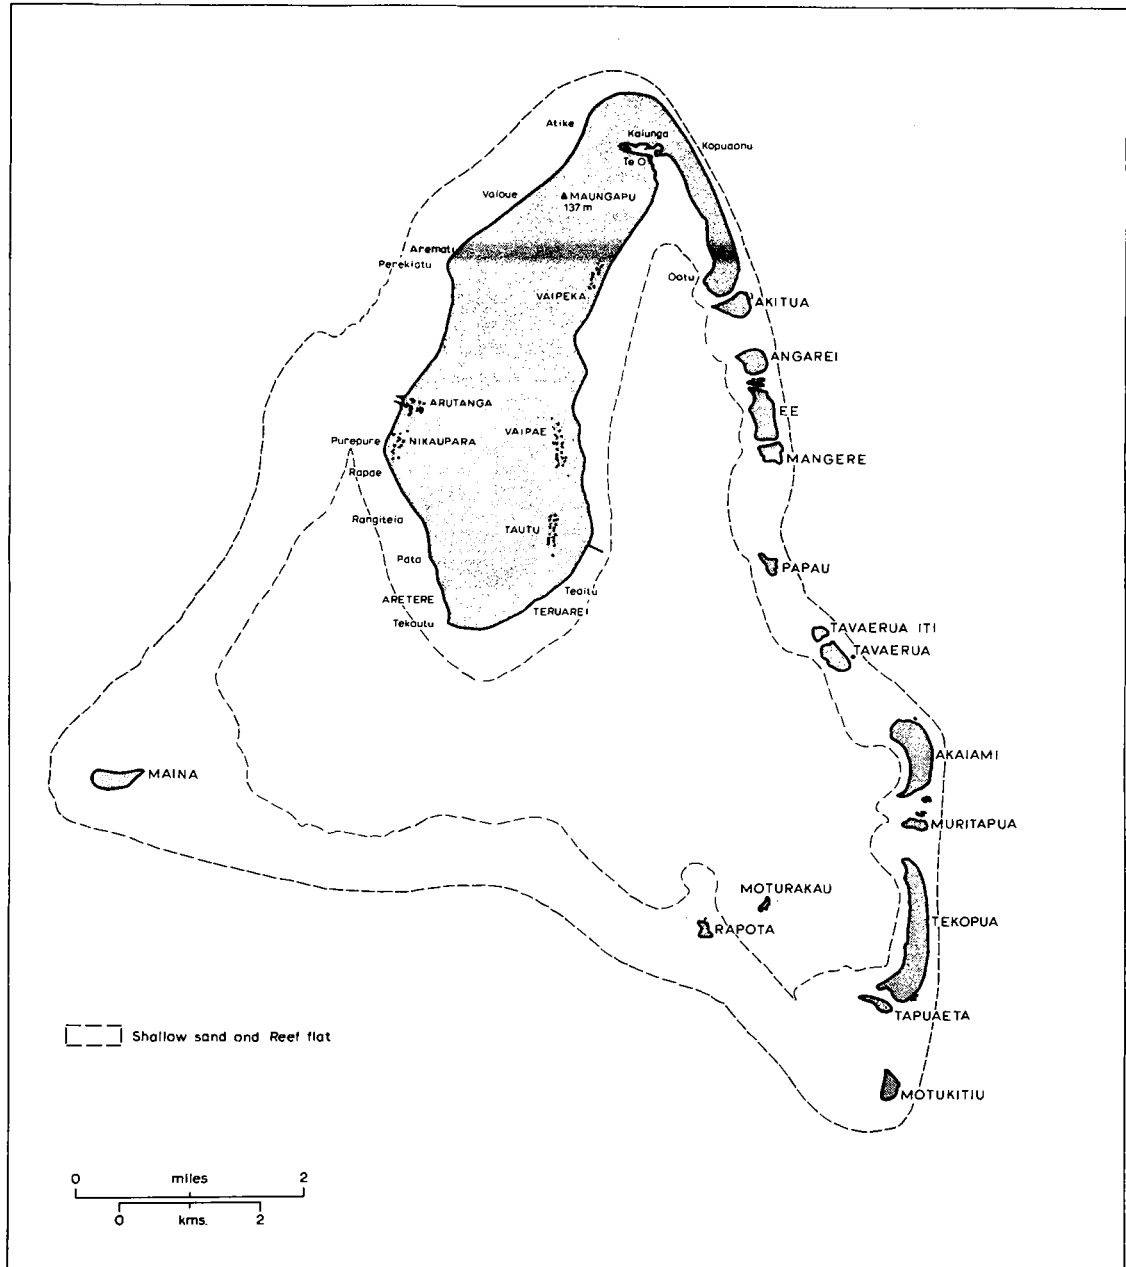 Atike
Kaiunga
Kopuaonu
Te O
Vaioue
▲ MAUNGAPU
137 m
Arematu
Perekiatu
Ootu
VAIPEKA
AKITUA
ANGAREI
ARUTANGA
EE
Purepure
NIKAUPARA
VAIPAE
MANGERE
Rapae
Rangiteia
TAUTU
Pata
PAPAU
Teaitu
ARETERE
TERUAREI
Tekoutu
TAVAERUA ITI
TAVAERUA
AKAIAMI
MAINA
MURITAPUA
MOTURAKAU
RAPOTA
TEKOPUA
TAPUAETA
Shallow sand and Reef flat
MOTUKITIU
0 miles 2
0 kms. 2